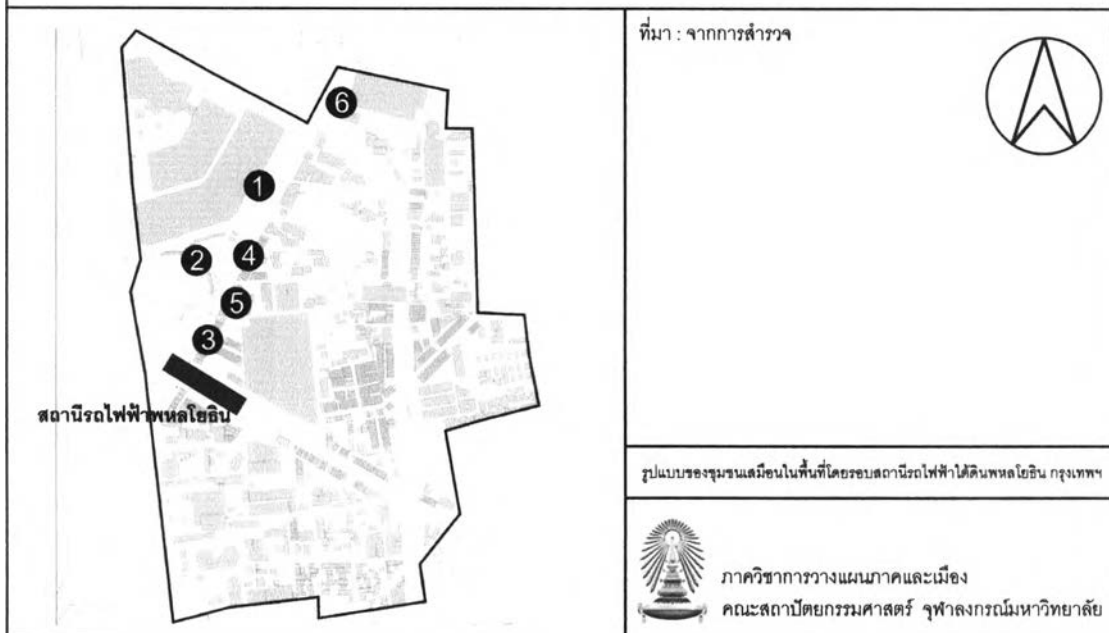 ที่มา : จากการสำรวจ
6
1
2
4
5
3
สถานีรถไฟฟ้าพหลโยธิน
รูปแบบของชุมชนเสมือนในพื้นที่โดยรอบสถานีรถไฟฟ้าใต้ดินพหลโยธิน กรุงเทพฯ
ภาควิชาการวางแผนภาคและเมือง
คณะสถาปัตยกรรมศาสตร์ จุฬาลงกรณ์มหาวิทยาลัย